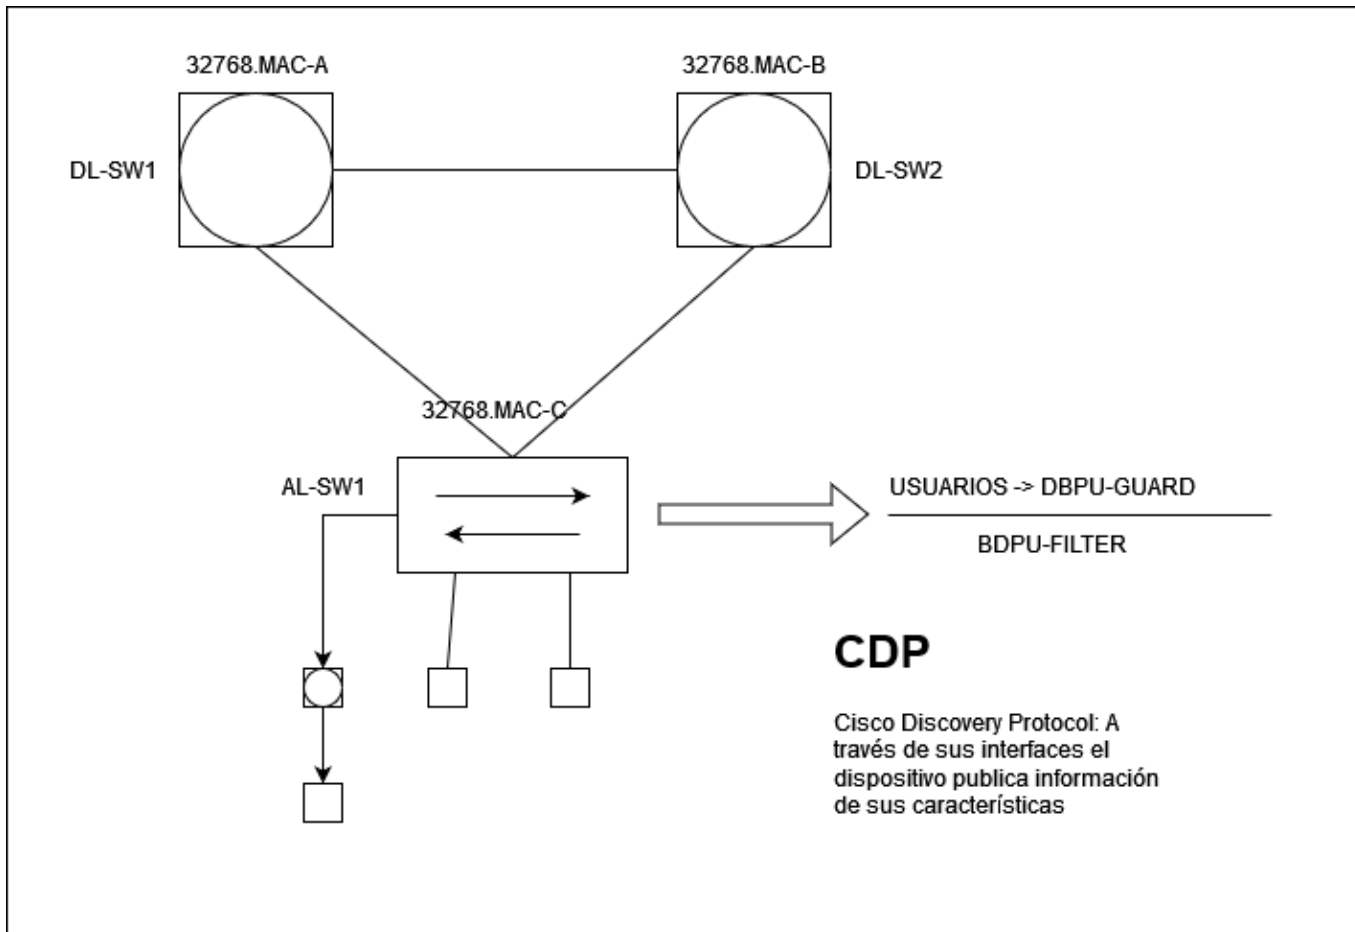 32768.MAC-A
32768.MAC-B
DL-SW1
DL-SW2
32768.MAC-C
AL-SW1
USUARIOS -> DBPU-GUARD
BDPU-FILTER
CDP
Cisco Discovery Protocol: A
través de sus interfaces el
dispositivo publica información
de sus características